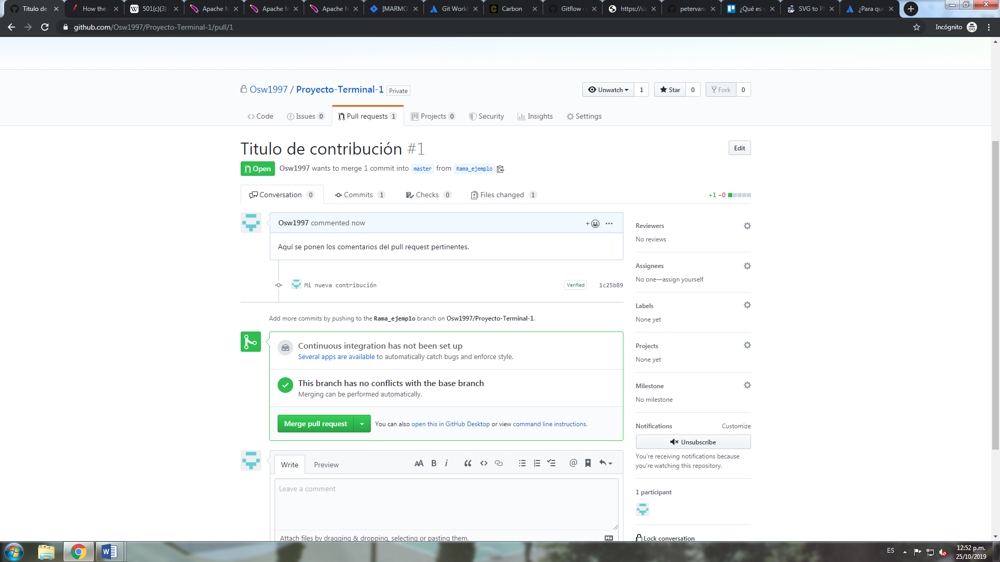 Titulo de
How the
501(c)(3)
Apache M
Apache M
Apache M
[MARMO
Git Workf
Carbon
Gitflow ·
https://ca
petervan
¿Qué es
SVG to P
¿Para qu
github.com/Osw1997/Proyecto-Terminal-1/pull/1
Incógnito
Osw1997 / Proyecto-Terminal-1 Private
Unwatch 1
Star 0
Fork 0
Code
Issues 0
Pull requests 1
Projects 0
Security
Insights
Settings
Titulo de contribución #1
Edit
Open Osw1997 wants to merge 1 commit into master from Rama_ejemplo
Conversation 0
Commits 1
Checks 0
Files changed 1
+1 −0
Osw1997 commented now
Aquí se ponen los comentarios del pull request pertinentes.
Mi nueva contribución Verified 1c25b89
Add more commits by pushing to the Rama_ejemplo branch on Osw1997/Proyecto-Terminal-1.
Continuous integration has not been set up
Several apps are available to automatically catch bugs and enforce style.
This branch has no conflicts with the base branch
Merging can be performed automatically.
Merge pull request You can also open this in GitHub Desktop or view command line instructions.
Write
Preview
AA B i
Leave a comment
Attach files by dragging & dropping, selecting or pasting them.
Reviewers
No reviews
Assignees
No one—assign yourself
Labels
None yet
Projects
None yet
Milestone
No milestone
Notifications Customize
Unsubscribe
You're receiving notifications because
you're watching this repository.
1 participant
Lock conversation
ES
12:52 p.m.
25/10/2019